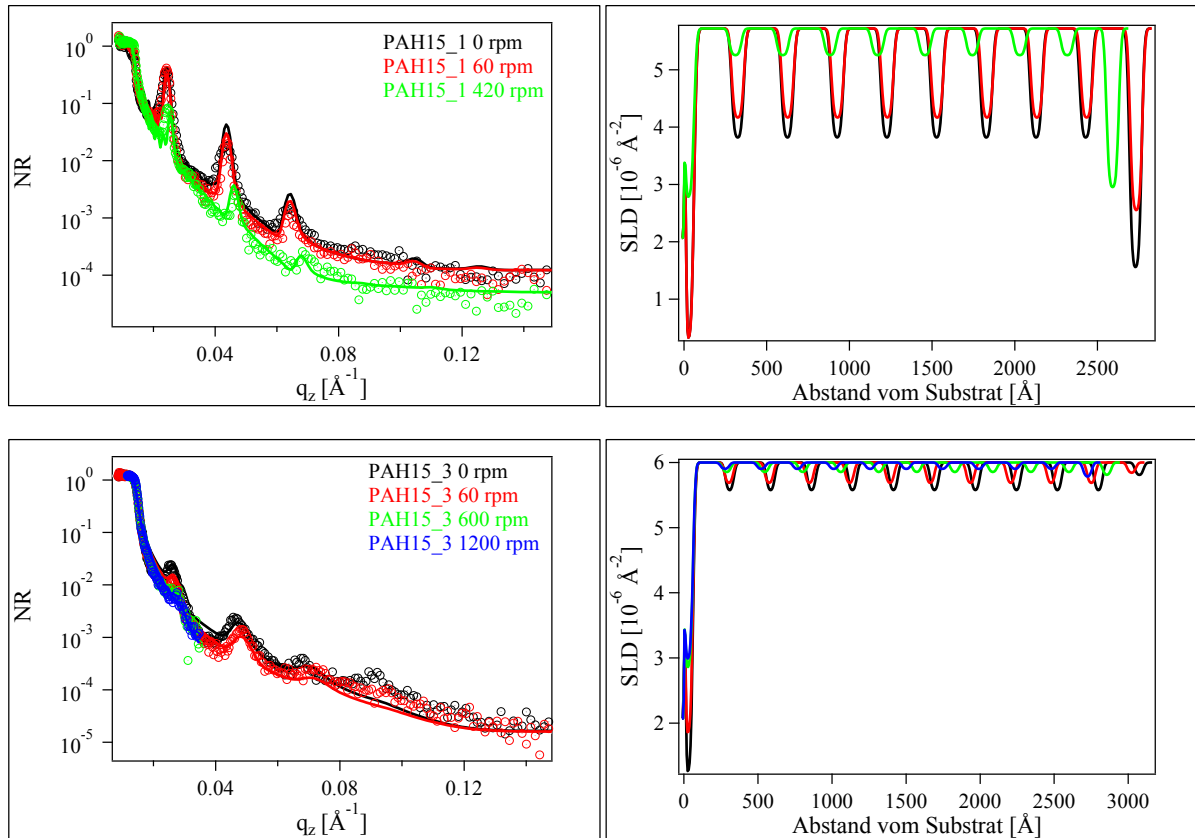 10⁰
10⁻¹
10⁻²
10⁻³
10⁻⁴
NR
PAH15_1 0 rpm
PAH15_1 60 rpm
PAH15_1 420 rpm
0.04
0.08
0.12
q_z [Å⁻¹]
5
4
3
2
1
SLD [10⁻⁶ Å⁻²]
0
500
1000
1500
2000
2500
Abstand vom Substrat [Å]
10⁰
10⁻¹
10⁻²
10⁻³
10⁻⁴
10⁻⁵
NR
PAH15_3 0 rpm
PAH15_3 60 rpm
PAH15_3 600 rpm
PAH15_3 1200 rpm
0.04
0.08
0.12
q_z [Å⁻¹]
6
5
4
3
2
SLD [10⁻⁶ Å⁻²]
0
500
1000
1500
2000
2500
3000
Abstand vom Substrat [Å]